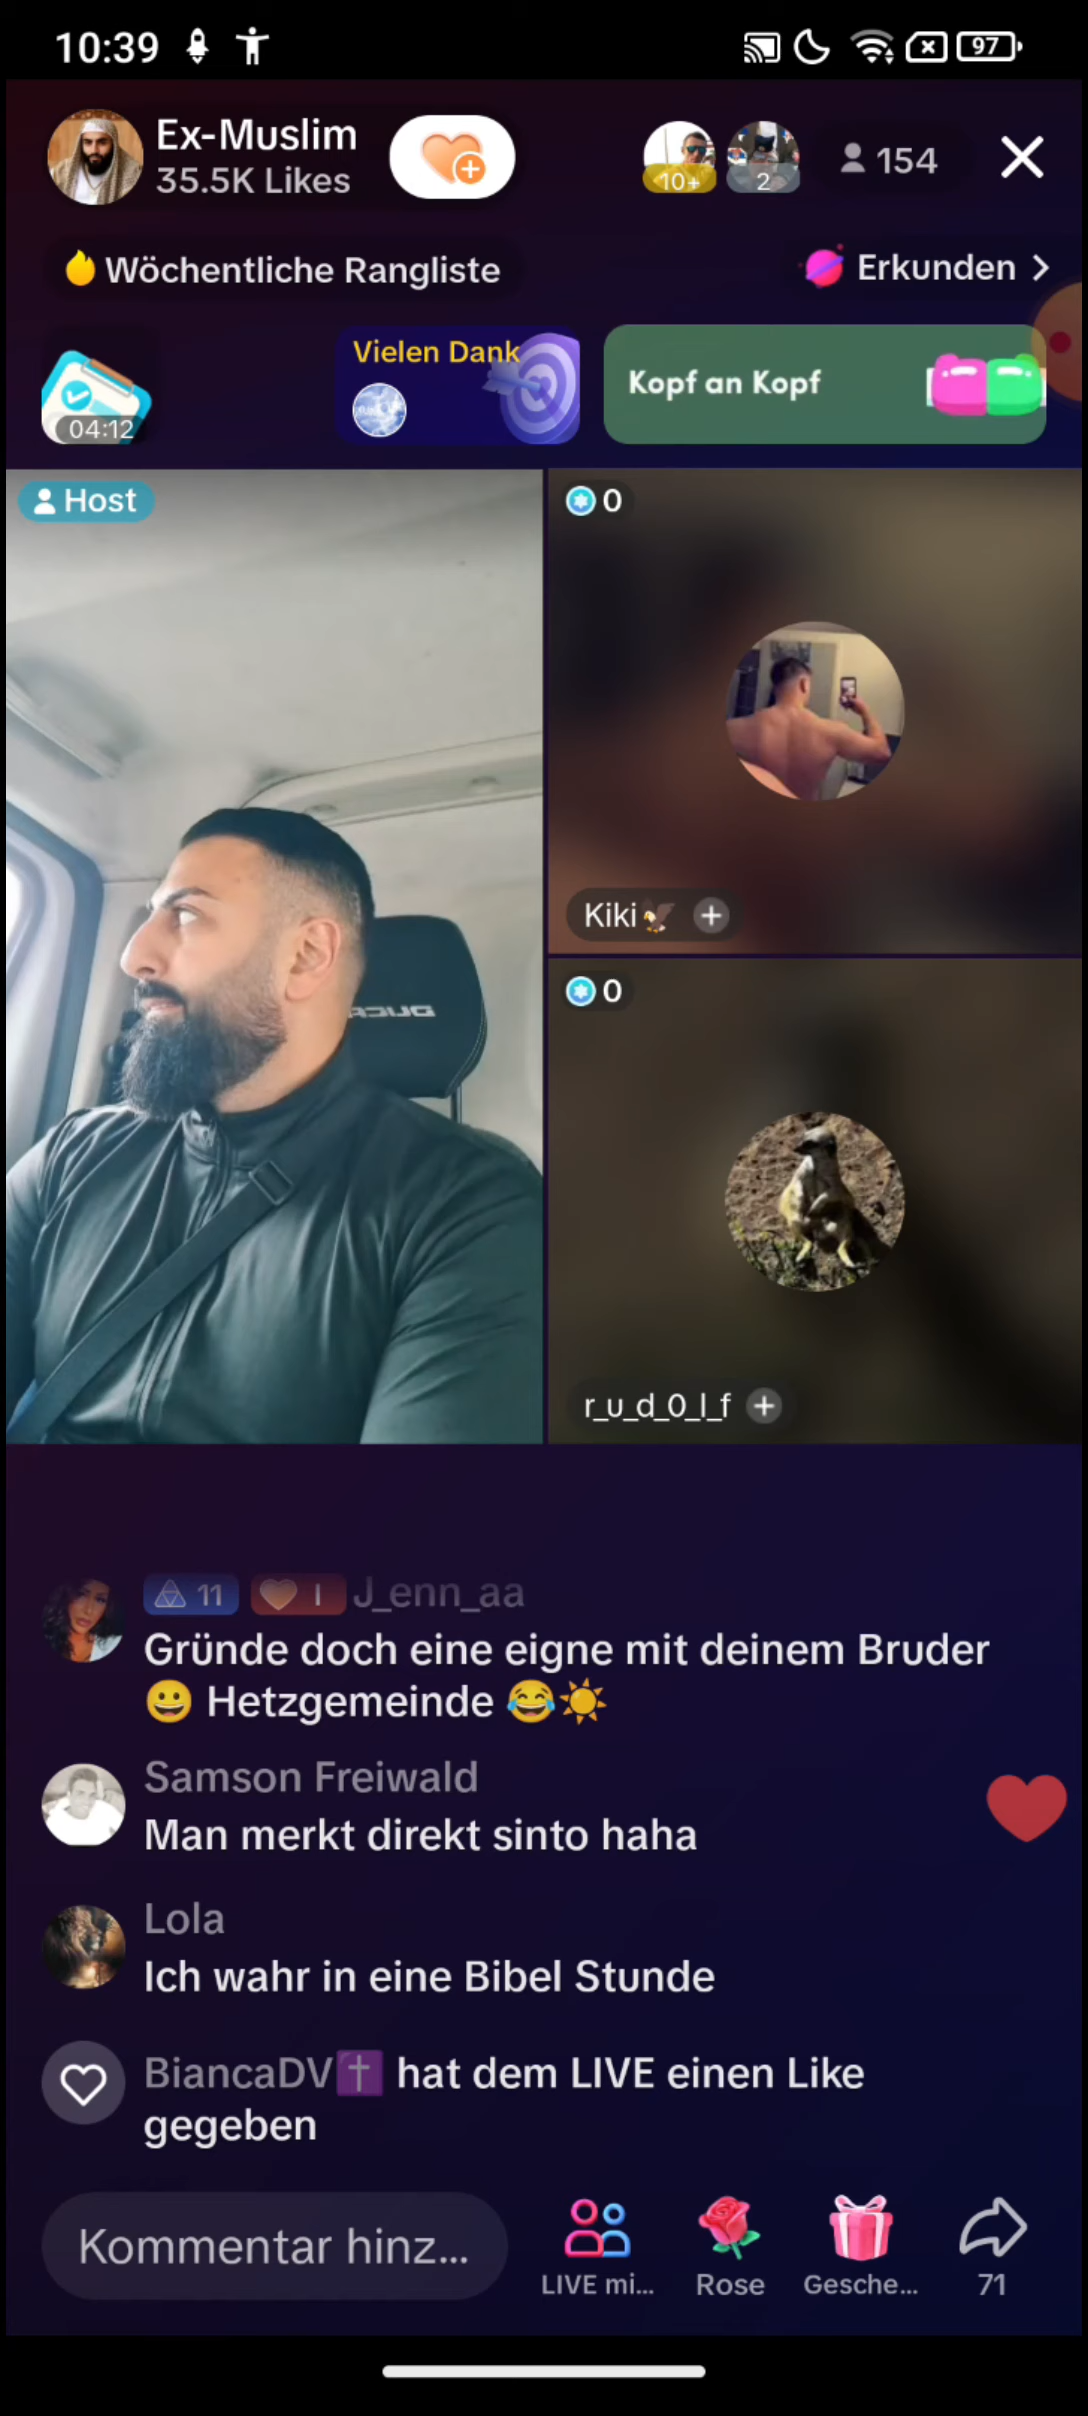 10:39
97
Ex-Muslim
35.5K Likes
10+
2
154
Wöchentliche Rangliste
Erkunden >
04:12
Vielen Dank
Kopf an Kopf
Host
0
Kiki
0
r_u_d_0_l_f
11 I J_enn_aa
Gründe doch eine eigne mit deinem Bruder
😀 Hetzgemeinde 😂☀️
Samson Freiwald
Man merkt direkt sinto haha
Lola
Ich wahr in eine Bibel Stunde
BiancaDV✝️ hat dem LIVE einen Like
gegeben
Kommentar hinz...
LIVE mi...
Rose
Gesche...
71